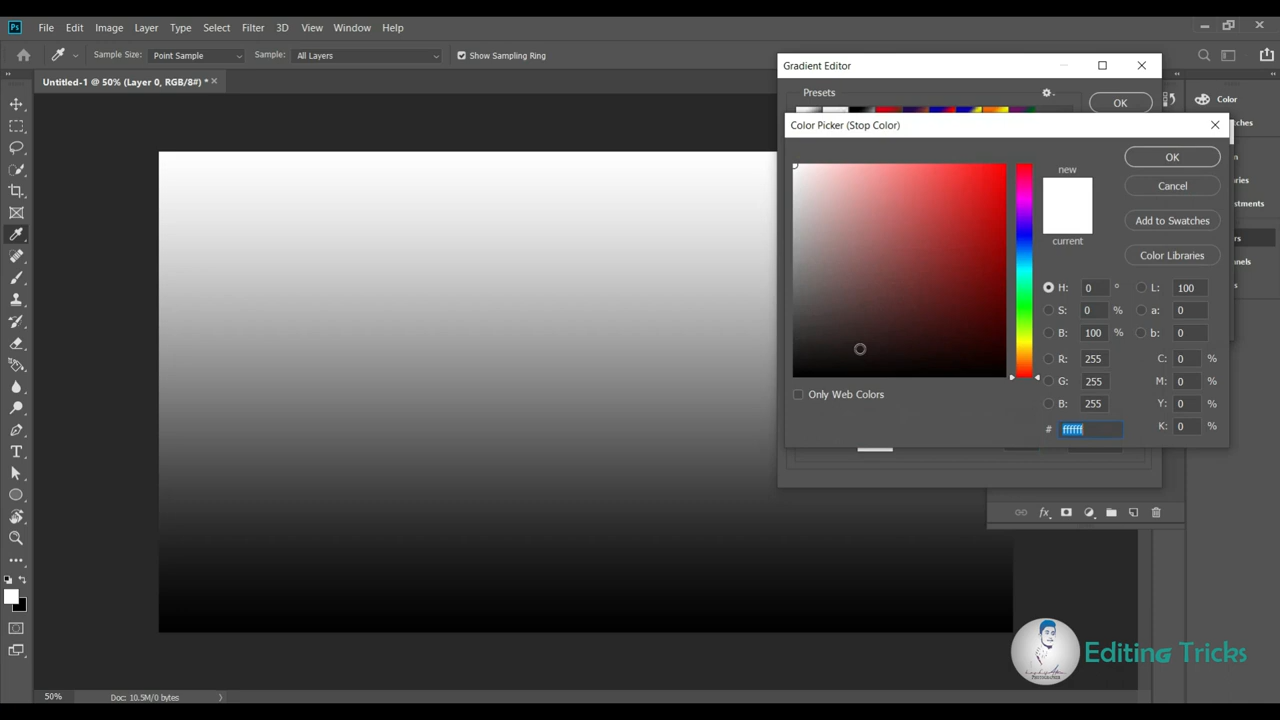 Ps File Edit Image Layer Type Select Filter 3D View Window Help
Sample Size: Point Sample Sample: All Layers Show Sampling Ring
Untitled-1 @ 50% (Layer 0, RGB/8#) * ×
Gradient Editor
Presets
OK
Color
Color Picker (Stop Color)
new
current
OK
Cancel
Add to Swatches
Color Libraries
H: 0 ° L: 100
S: 0 % a: 0
B: 100 % b: 0
R: 255 C: 0 %
G: 255 M: 0 %
B: 255 Y: 0 %
# ffffff K: 0 %
Only Web Colors
fx
T
50% Doc: 10.5M/0 bytes
Editing Tricks